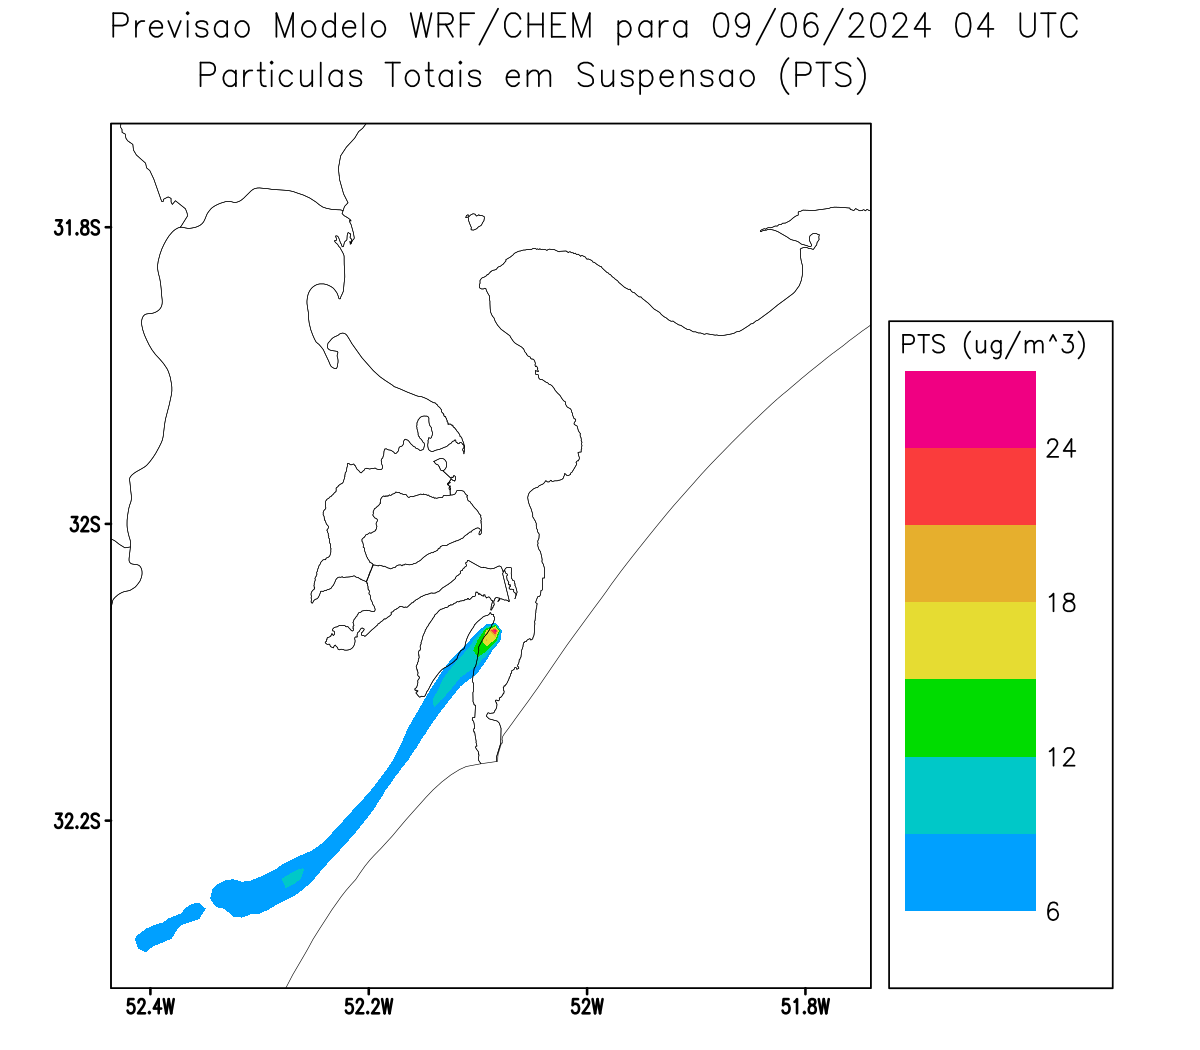 Previsao Modelo WRF/CHEM para 09/06/2024 04 UTC
Particulas Totais em Suspensao (PTS)
31.8S
32S
32.2S
52.4W
52.2W
52W
51.8W
PTS (ug/m^3)
24
18
12
6